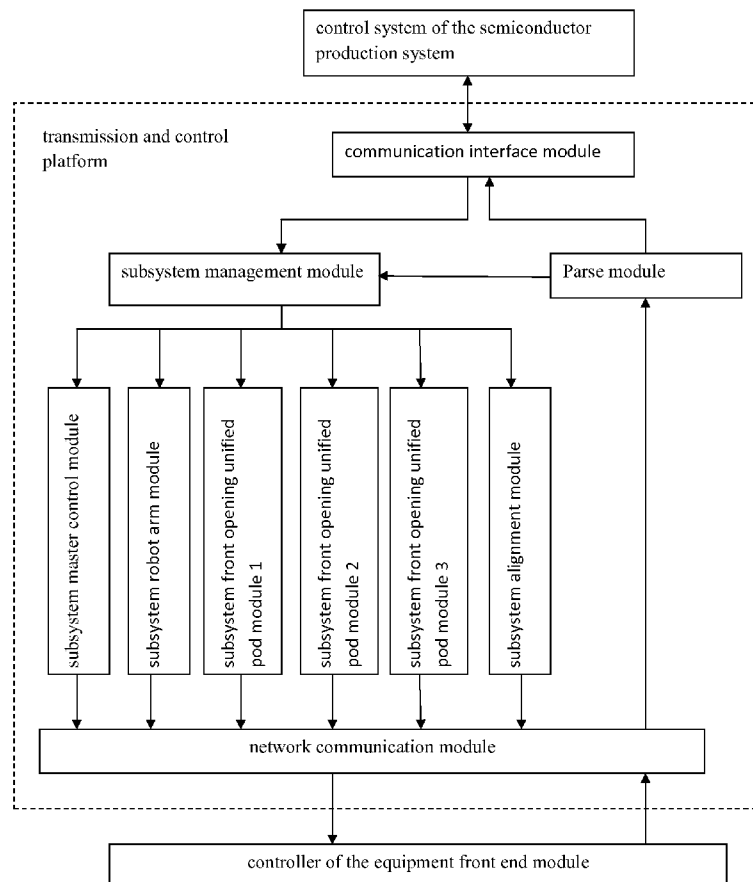 control system of the semiconductor
production system
transmission and control
platform
communication interface module
subsystem management module
Parse module
subsystem master control module
subsystem robot arm module
subsystem front opening unified
pod module 1
subsystem front opening unified
pod module 2
subsystem front opening unified
pod module 3
subsystem alignment module
network communication module
controller of the equipment front end module